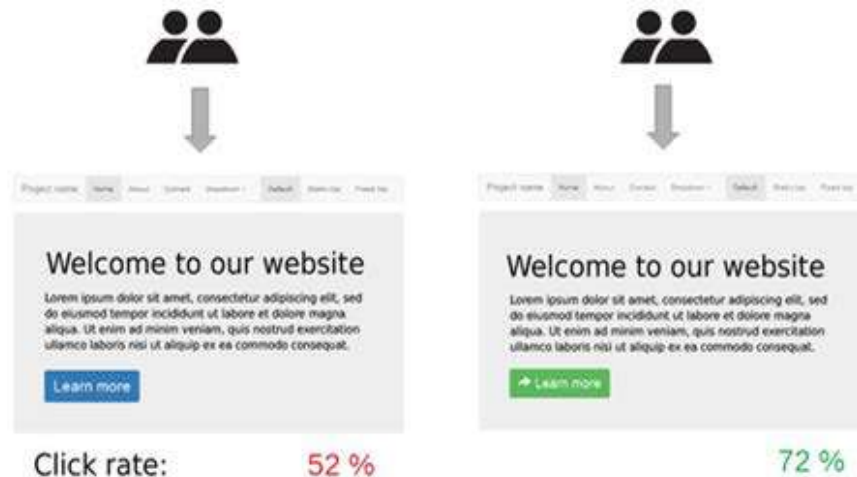 Project name Home About Contact Dropdown Default Static top Fixed top
Welcome to our website
Lorem ipsum dolor sit amet, consectetur adipiscing elit, sed
do eiusmod tempor incididunt ut labore et dolore magna
aliqua. Ut enim ad minim veniam, quis nostrud exercitation
ullamco laboris nisi ut aliquip ex ea commodo consequat.
Learn more
Click rate:
52 %
Project name Home About Contact Dropdown Default Static top Fixed top
Welcome to our website
Lorem ipsum dolor sit amet, consectetur adipiscing elit, sed
do eiusmod tempor incididunt ut labore et dolore magna
aliqua. Ut enim ad minim veniam, quis nostrud exercitation
ullamco laboris nisi ut aliquip ex ea commodo consequat.
Learn more
72 %